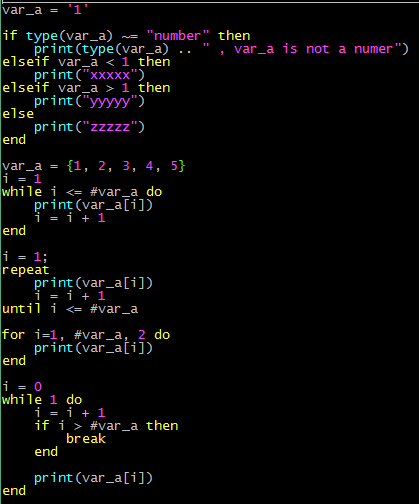 var_a = '1'
if type(var_a) ~= "number" then
    print(type(var_a) .. " , var_a is not a numer")
elseif var_a < 1 then
    print("xxxxx")
elseif var_a > 1 then
    print("yyyyy")
else
    print("zzzzz")
end
var_a = {1, 2, 3, 4, 5}
i = 1
while i <= #var_a do
    print(var_a[i])
    i = i + 1
end
i = 1;
repeat
    print(var_a[i])
    i = i + 1
until i <= #var_a
for i=1, #var_a, 2 do
    print(var_a[i])
end
i = 0
while 1 do
    i = i + 1
    if i > #var_a then
        break
    end
    print(var_a[i])
end